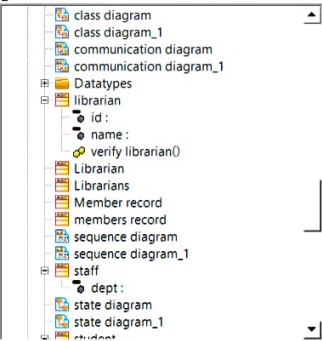 class diagram
class diagram_1
communication diagram
communication diagram_1
Datatypes
librarian
id :
name :
verify librarian()
Librarian
Librarians
Member record
members record
sequence diagram
sequence diagram_1
staff
dept :
state diagram
state diagram_1
student